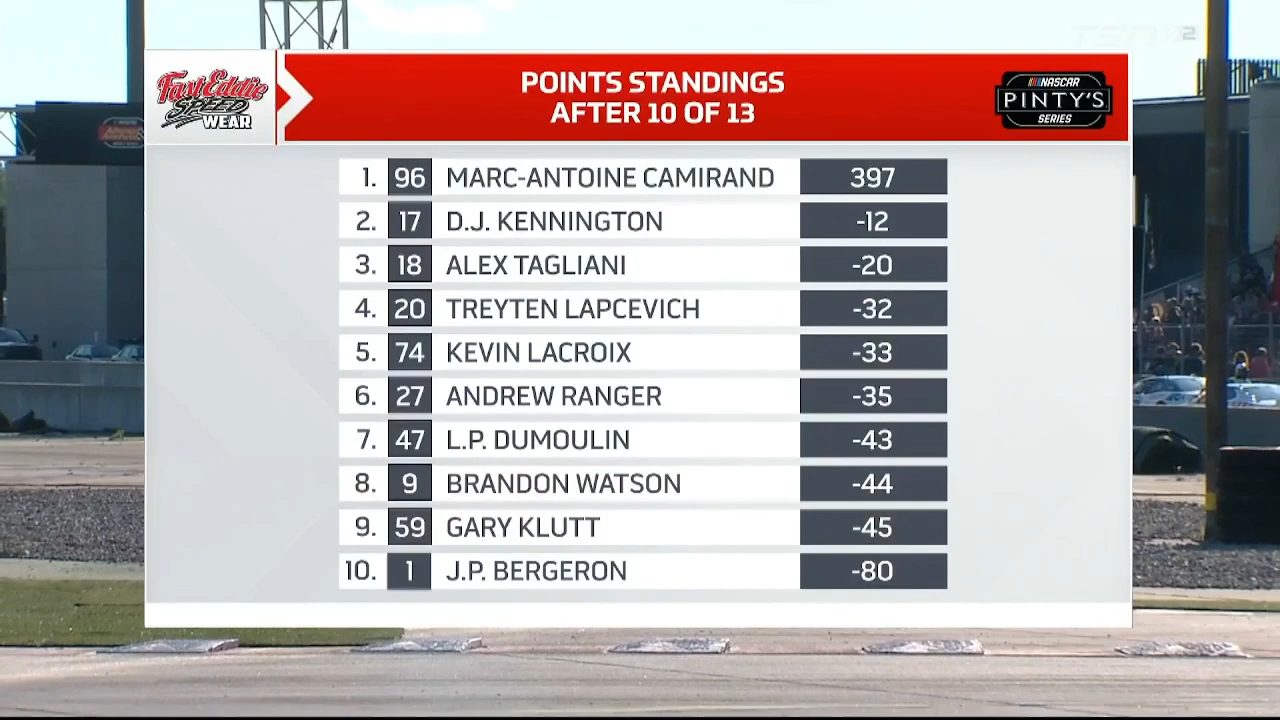 TSN 2
Fast Eddie
SPEED
WEAR
POINTS STANDINGS
AFTER 10 OF 13
NASCAR
PINTY'S
SERIES
1. 96 MARC-ANTOINE CAMIRAND 397
2. 17 D.J. KENNINGTON -12
3. 18 ALEX TAGLIANI -20
4. 20 TREYTEN LAPCEVICH -32
5. 74 KEVIN LACROIX -33
6. 27 ANDREW RANGER -35
7. 47 L.P. DUMOULIN -43
8. 9 BRANDON WATSON -44
9. 59 GARY KLUTT -45
10. 1 J.P. BERGERON -80